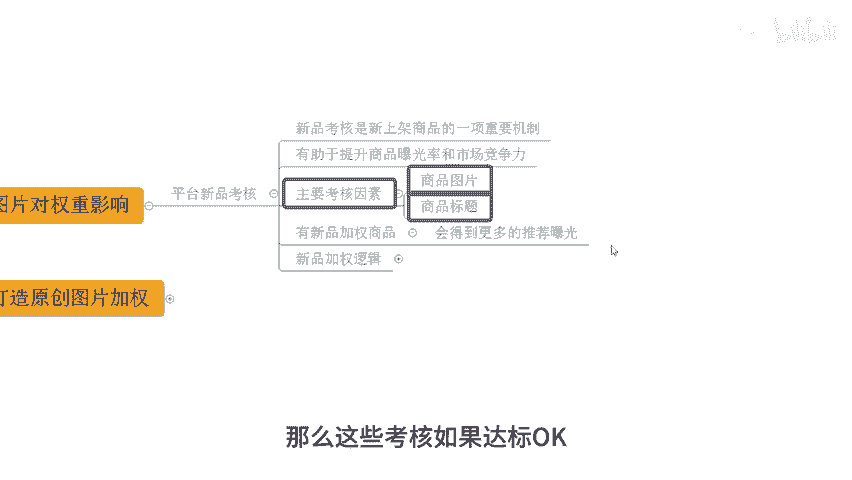 bilibili
新品考核是新上架商品的一项重要机制
有助于提升商品曝光率和市场竞争力
图片对权重影响
平台新品考核
主要考核因素
商品图片
商品标题
有新品加权商品
会得到更多的推荐曝光
新品加权逻辑
打造原创图片加权
那么这些考核如果达标OK